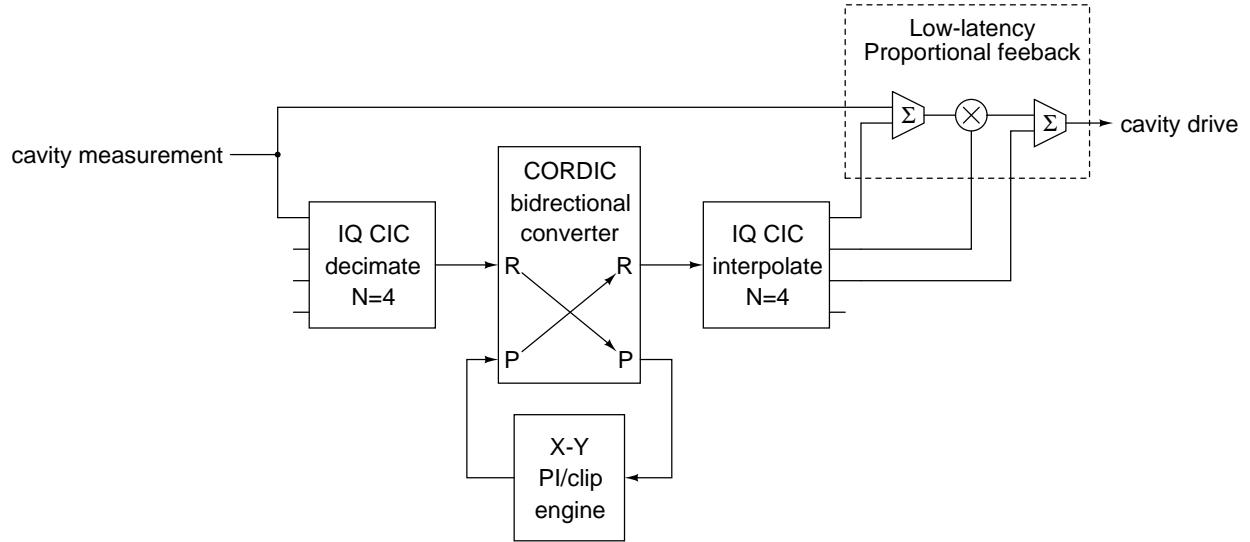 Low-latency
Proportional feeback
Σ
Σ
cavity drive
cavity measurement
CORDIC
bidrectional
converter
IQ CIC
decimate
N=4
R
R
IQ CIC
interpolate
N=4
P
P
X-Y
PI/clip
engine